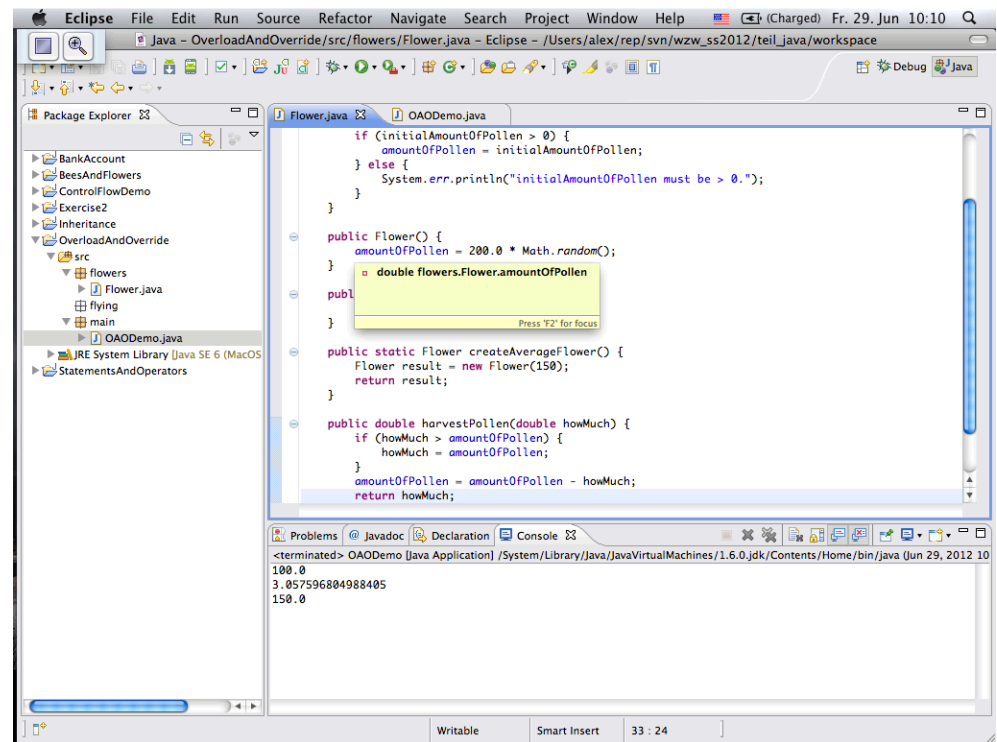 Eclipse File Edit Run Source Refactor Navigate Search Project Window Help (Charged) Fr. 29. Jun 10:10
Java – OverloadAndOverride/src/flowers/Flower.java – Eclipse – /Users/alex/rep/svn/wzw_ss2012/teil_java/workspace
Debug Java
Package Explorer
BankAccount
BeesAndFlowers
ControlFlowDemo
Exercise2
Inheritance
OverloadAndOverride
src
flowers
Flower.java
flying
main
OAODemo.java
JRE System Library [Java SE 6 (MacOS
StatementsAndOperators
Flower.java OAODemo.java
if (initialAmountOfPollen > 0) {
amountOfPollen = initialAmountOfPollen;
} else {
System.err.println("initialAmountOfPollen must be > 0.");
}
}
public Flower() {
amountOfPollen = 200.0 * Math.random();
}
double flowers.Flower.amountOfPollen
Press 'F2' for focus
publ
}
public static Flower createAverageFlower() {
Flower result = new Flower(150);
return result;
}
public double harvestPollen(double howMuch) {
if (howMuch > amountOfPollen) {
howMuch = amountOfPollen;
}
amountOfPollen = amountOfPollen - howMuch;
return howMuch;
Problems @ Javadoc Declaration Console
<terminated> OAODemo [Java Application] /System/Library/Java/JavaVirtualMachines/1.6.0.jdk/Contents/Home/bin/java (Jun 29, 2012 10
100.0
3.057596804988405
150.0
Writable Smart Insert 33 : 24